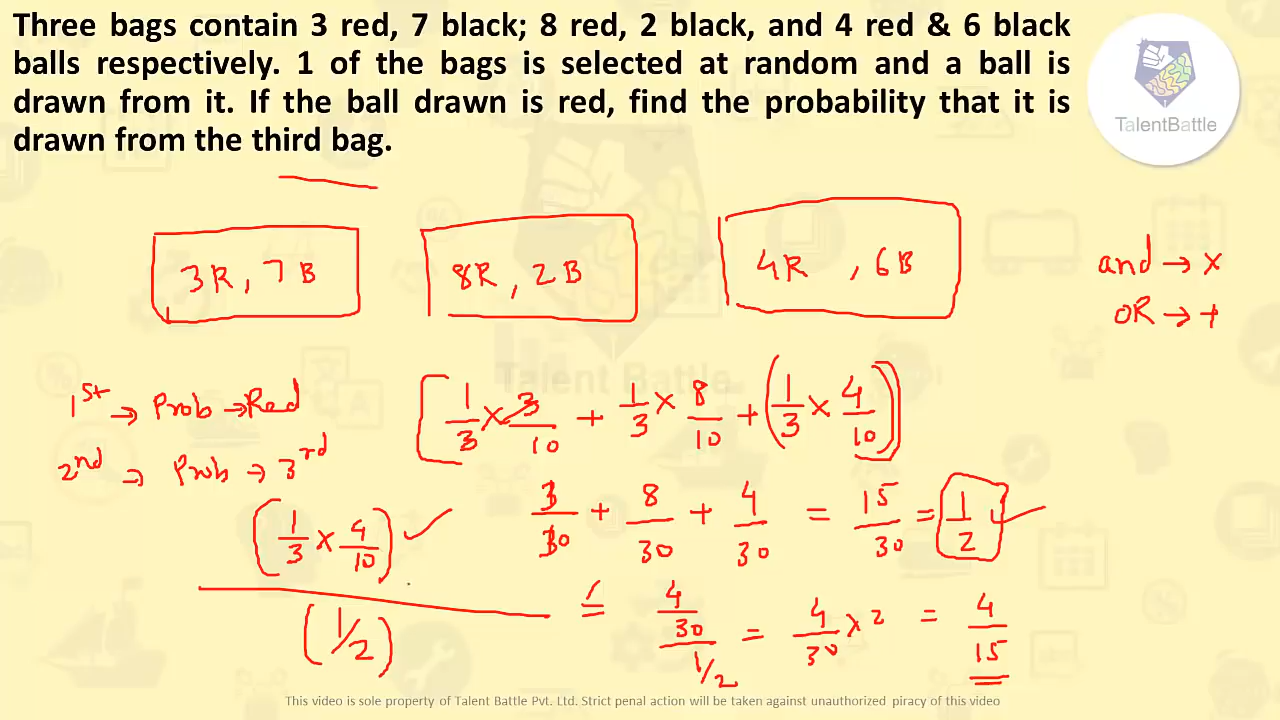 Three bags contain 3 red, 7 black; 8 red, 2 black, and 4 red & 6 black
balls respectively. 1 of the bags is selected at random and a ball is
drawn from it. If the ball drawn is red, find the probability that it is
drawn from the third bag.
TalentBattle
3R, 7B
8R, 2B
4R, 6B
and → x
OR → +
Talent Battle
1st → Prob → Red
[1/3 × 3/10 + 1/3 × 8/10 + (1/3 × 4/10)]
2nd → Prob → 3rd
3/30 + 8/30 + 4/30 = 15/30 = 1/2
(1/3 × 4/10)
(1/2)
= 4/30 / 1/2 = 4/30 × 2 = 4/15
This video is sole property of Talent Battle Pvt. Ltd. Strict penal action will be taken against unauthorized piracy of this video